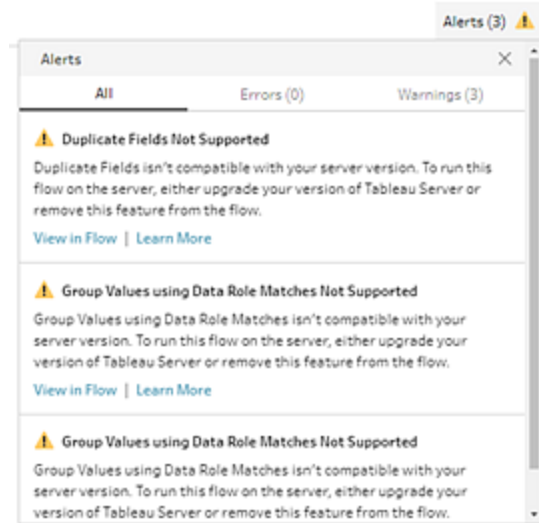 Alerts (3)
Alerts
All Errors (0) Warnings (3)
Duplicate Fields Not Supported
Duplicate Fields isn't compatible with your server version. To run this
flow on the server, either upgrade your version of Tableau Server or
remove this feature from the flow.
View in Flow | Learn More
Group Values using Data Role Matches Not Supported
Group Values using Data Role Matches isn't compatible with your
server version. To run this flow on the server, either upgrade your
version of Tableau Server or remove this feature from the flow.
View in Flow | Learn More
Group Values using Data Role Matches Not Supported
Group Values using Data Role Matches isn't compatible with your
server version. To run this flow on the server, either upgrade your
version of Tableau Server or remove this feature from the flow.